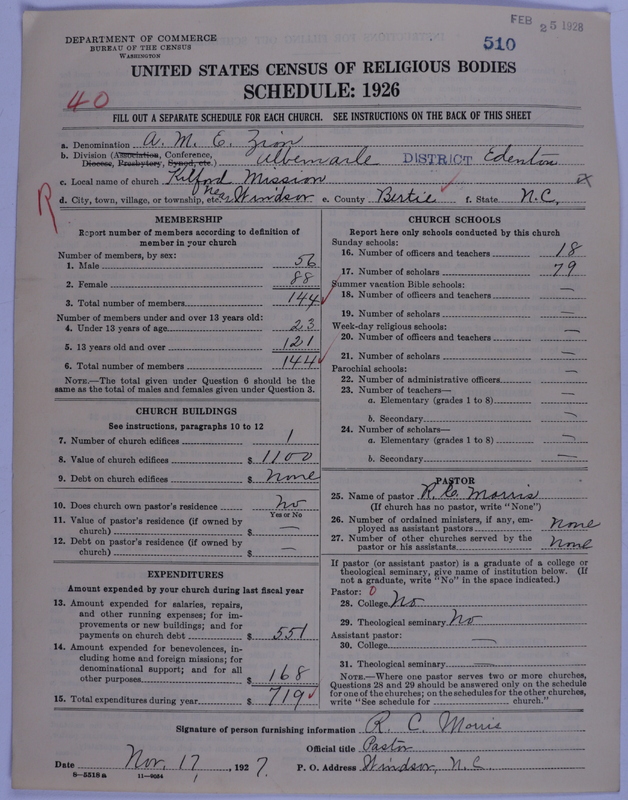 FEB 25 1928
DEPARTMENT OF COMMERCE
BUREAU OF THE CENSUS
WASHINGTON
510
UNITED STATES CENSUS OF RELIGIOUS BODIES
SCHEDULE: 1926
40
FILL OUT A SEPARATE SCHEDULE FOR EACH CHURCH. SEE INSTRUCTIONS ON THE BACK OF THIS SHEET
a. Denomination A. M. E. Zion
b. Division (Association, Conference, Diocese, Presbytery, Synod, etc.) Albemarle DISTRICT Edenton
c. Local name of church Kilford Mission
R
d. City, town, village, or township, etc. near Windsor e. County Bertie f. State N.C.
MEMBERSHIP
Report number of members according to definition of
member in your church
Number of members, by sex:
1. Male 56
2. Female 88
3. Total number of members 144
Number of members under and over 13 years old:
4. Under 13 years of age 23
5. 13 years old and over 121
6. Total number of members 144
NOTE.—The total given under Question 6 should be
same as the total of males and females given under Question 3.
CHURCH BUILDINGS
See instructions, paragraphs 10 to 12
7. Number of church edifices 1
8. Value of church edifices $ 1100
9. Debt on church edifices $ None
10. Does church own pastor's residence No
Yes or No
11. Value of pastor's residence (if owned by
church) $ —
12. Debt on pastor's residence (if owned by
church) $ —
EXPENDITURES
Amount expended by your church during last fiscal year
13. Amount expended for salaries, repairs,
and other running expenses; for im-
provements or new buildings; and for
payments on church debt $ 551
14. Amount expended for benevolences, in-
cluding home and foreign missions; for
denominational support; and for all
other purposes $ 168
15. Total expenditures during year $ 719
CHURCH SCHOOLS
Report here only schools conducted by this church
Sunday schools:
16. Number of officers and teachers 18
17. Number of scholars 79
Summer vacation Bible schools:
18. Number of officers and teachers —
19. Number of scholars —
Week-day religious schools:
20. Number of officers and teachers —
21. Number of scholars —
Parochial schools:
22. Number of administrative officers —
23. Number of teachers—
a. Elementary (grades 1 to 8) —
b. Secondary —
24. Number of scholars—
a. Elementary (grades 1 to 8) —
b. Secondary —
PASTOR
25. Name of pastor R. C. Morris
(If church has no pastor, write "None")
26. Number of ordained ministers, if any, em-
ployed as assistant pastors None
27. Number of other churches served by the
pastor or his assistants None
If pastor (or assistant pastor) is a graduate of a college or
theological seminary, give name of institution below. (If
not a graduate, write "No" in the space indicated.)
Pastor: 0
28. College No
29. Theological seminary No
Assistant pastor:
30. College —
31. Theological seminary —
NOTE.—Where one pastor serves two or more churches,
Questions 28 and 29 should be answered only on the schedule
for one of the churches; on the schedules for the other churches,
write "See schedule for church."
Signature of person furnishing information R. C. Morris
Official title Pastor
Date Nov. 17, 1927. P. O. Address Windsor, N.C.
8—5518a 11—9054